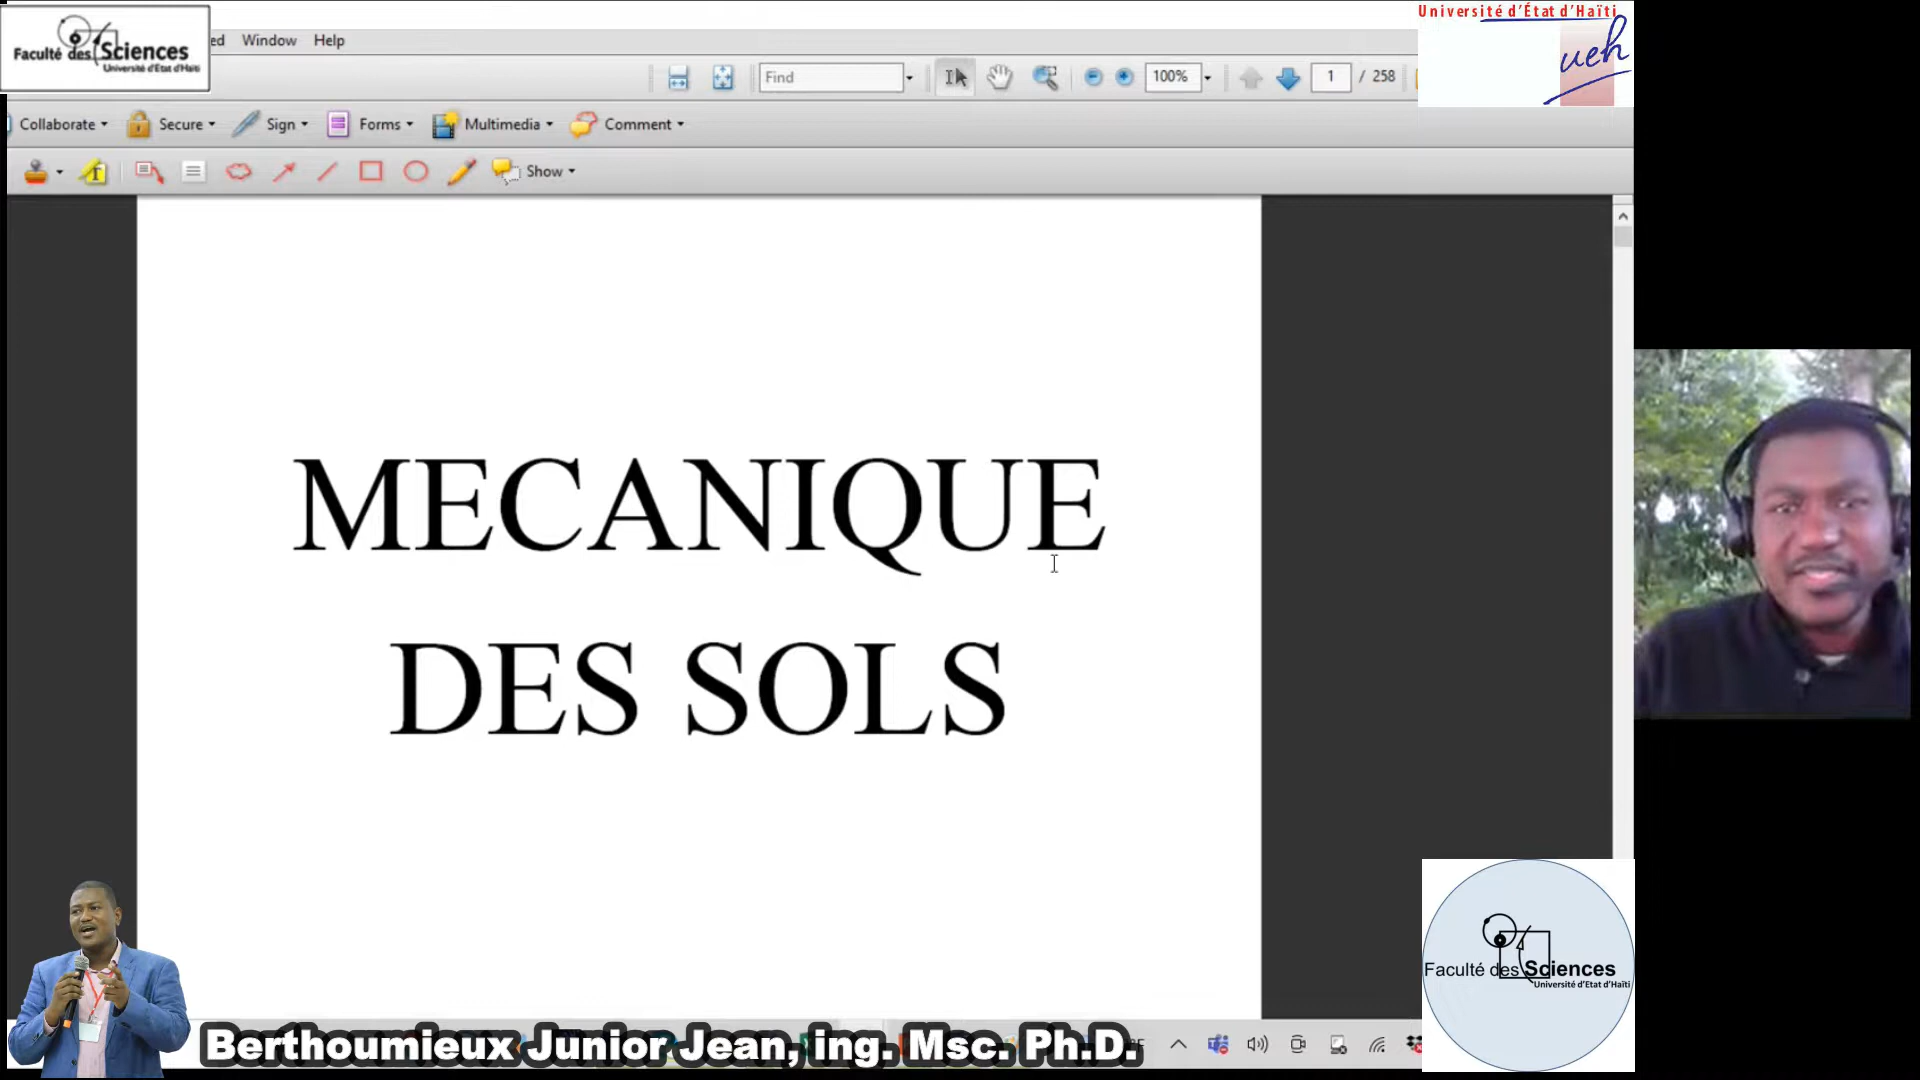 Faculté des Sciences
Université d'Etat d'Haïti
ed Window Help
Université d'État d'Haïti
ueh
Find
100%
1 / 258
Collaborate Secure Sign Forms Multimedia Comment
Show
MECANIQUE
DES SOLS
Faculté des Sciences
Université d'Etat d'Haïti
Berthoumieux Junior Jean, ing. Msc. Ph.D.